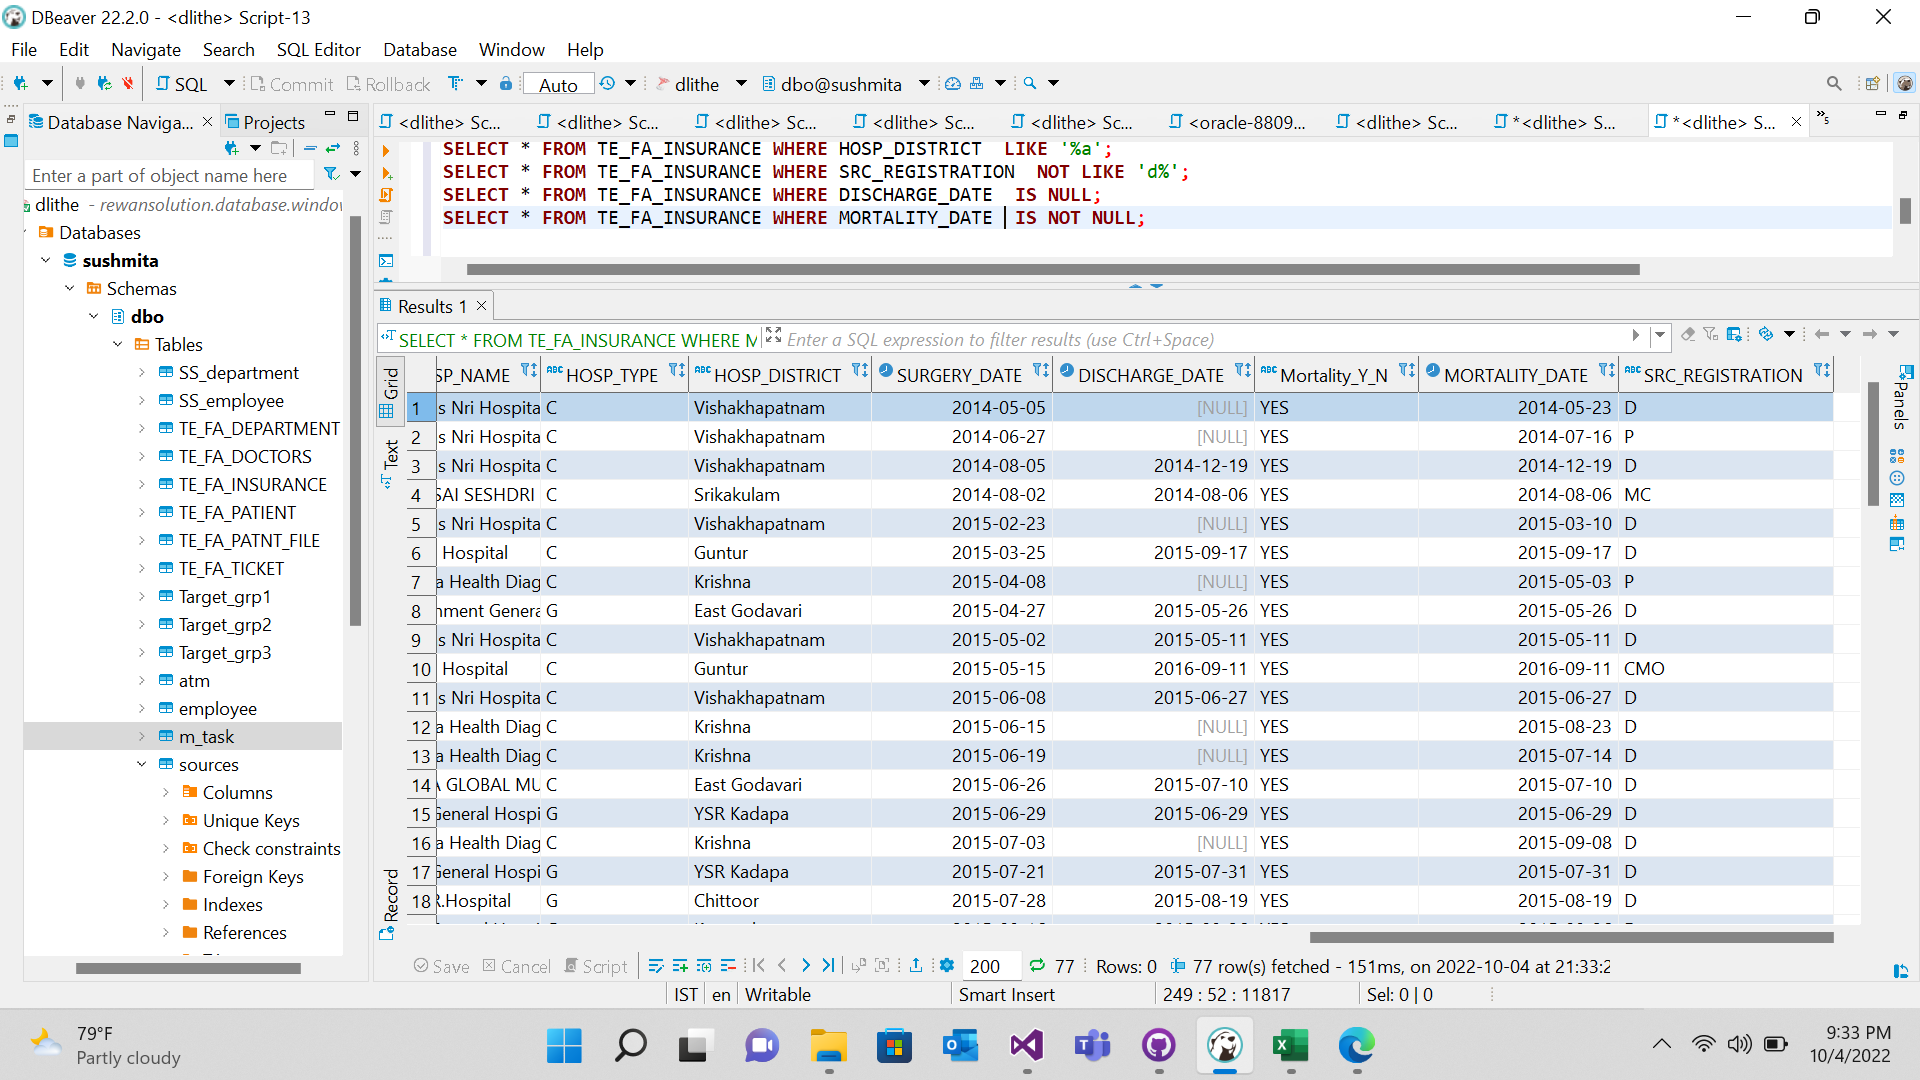 DBeaver 22.2.0 - <dlithe> Script-13
File Edit Navigate Search SQL Editor Database Window Help
SQL Commit Rollback Auto dlithe dbo@sushmita
Database Naviga... Projects
Enter a part of object name here
dlithe - rewansolution.database.windov
Databases
sushmita
Schemas
dbo
Tables
SS_department
SS_employee
TE_FA_DEPARTMENT
TE_FA_DOCTORS
TE_FA_INSURANCE
TE_FA_PATIENT
TE_FA_PATNT_FILE
TE_FA_TICKET
Target_grp1
Target_grp2
Target_grp3
atm
employee
m_task
sources
Columns
Unique Keys
Check constraints
Foreign Keys
Indexes
References
<dlithe> Sc... <dlithe> Sc... <dlithe> Sc... <dlithe> Sc... <dlithe> Sc... <oracle-8809... <dlithe> Sc... *<dlithe> S... *<dlithe> S... »5
SELECT * FROM TE_FA_INSURANCE WHERE HOSP_DISTRICT LIKE '%a';
SELECT * FROM TE_FA_INSURANCE WHERE SRC_REGISTRATION NOT LIKE 'd%';
SELECT * FROM TE_FA_INSURANCE WHERE DISCHARGE_DATE IS NULL;
SELECT * FROM TE_FA_INSURANCE WHERE MORTALITY_DATE IS NOT NULL;
Results 1
SELECT * FROM TE_FA_INSURANCE WHERE M Enter a SQL expression to filter results (use Ctrl+Space)
Grid
Text
Record
Panels
SP_NAME HOSP_TYPE HOSP_DISTRICT SURGERY_DATE DISCHARGE_DATE Mortality_Y_N MORTALITY_DATE SRC_REGISTRATION
1 s Nri Hospita C Vishakhapatnam 2014-05-05 [NULL] YES 2014-05-23 D
2 s Nri Hospita C Vishakhapatnam 2014-06-27 [NULL] YES 2014-07-16 P
3 s Nri Hospita C Vishakhapatnam 2014-08-05 2014-12-19 YES 2014-12-19 D
4 SAI SESHDRI C Srikakulam 2014-08-02 2014-08-06 YES 2014-08-06 MC
5 s Nri Hospita C Vishakhapatnam 2015-02-23 [NULL] YES 2015-03-10 D
6 Hospital C Guntur 2015-03-25 2015-09-17 YES 2015-09-17 D
7 a Health Diag C Krishna 2015-04-08 [NULL] YES 2015-05-03 P
8 nment Genera G East Godavari 2015-04-27 2015-05-26 YES 2015-05-26 D
9 s Nri Hospita C Vishakhapatnam 2015-05-02 2015-05-11 YES 2015-05-11 D
10 Hospital C Guntur 2015-05-15 2016-09-11 YES 2016-09-11 CMO
11 s Nri Hospita C Vishakhapatnam 2015-06-08 2015-06-27 YES 2015-06-27 D
12 a Health Diag C Krishna 2015-06-15 [NULL] YES 2015-08-23 D
13 a Health Diag C Krishna 2015-06-19 [NULL] YES 2015-07-14 D
14 A GLOBAL MU C East Godavari 2015-06-26 2015-07-10 YES 2015-07-10 D
15 General Hospi G YSR Kadapa 2015-06-29 2015-06-29 YES 2015-06-29 D
16 a Health Diag C Krishna 2015-07-03 [NULL] YES 2015-09-08 D
17 General Hospi G YSR Kadapa 2015-07-21 2015-07-31 YES 2015-07-31 D
18 R.Hospital G Chittoor 2015-07-28 2015-08-19 YES 2015-08-19 D
Save Cancel Script 200 77 Rows: 0 77 row(s) fetched - 151ms, on 2022-10-04 at 21:33:2
IST en Writable Smart Insert 249 : 52 : 11817 Sel: 0 | 0
79°F
Partly cloudy
9:33 PM
10/4/2022